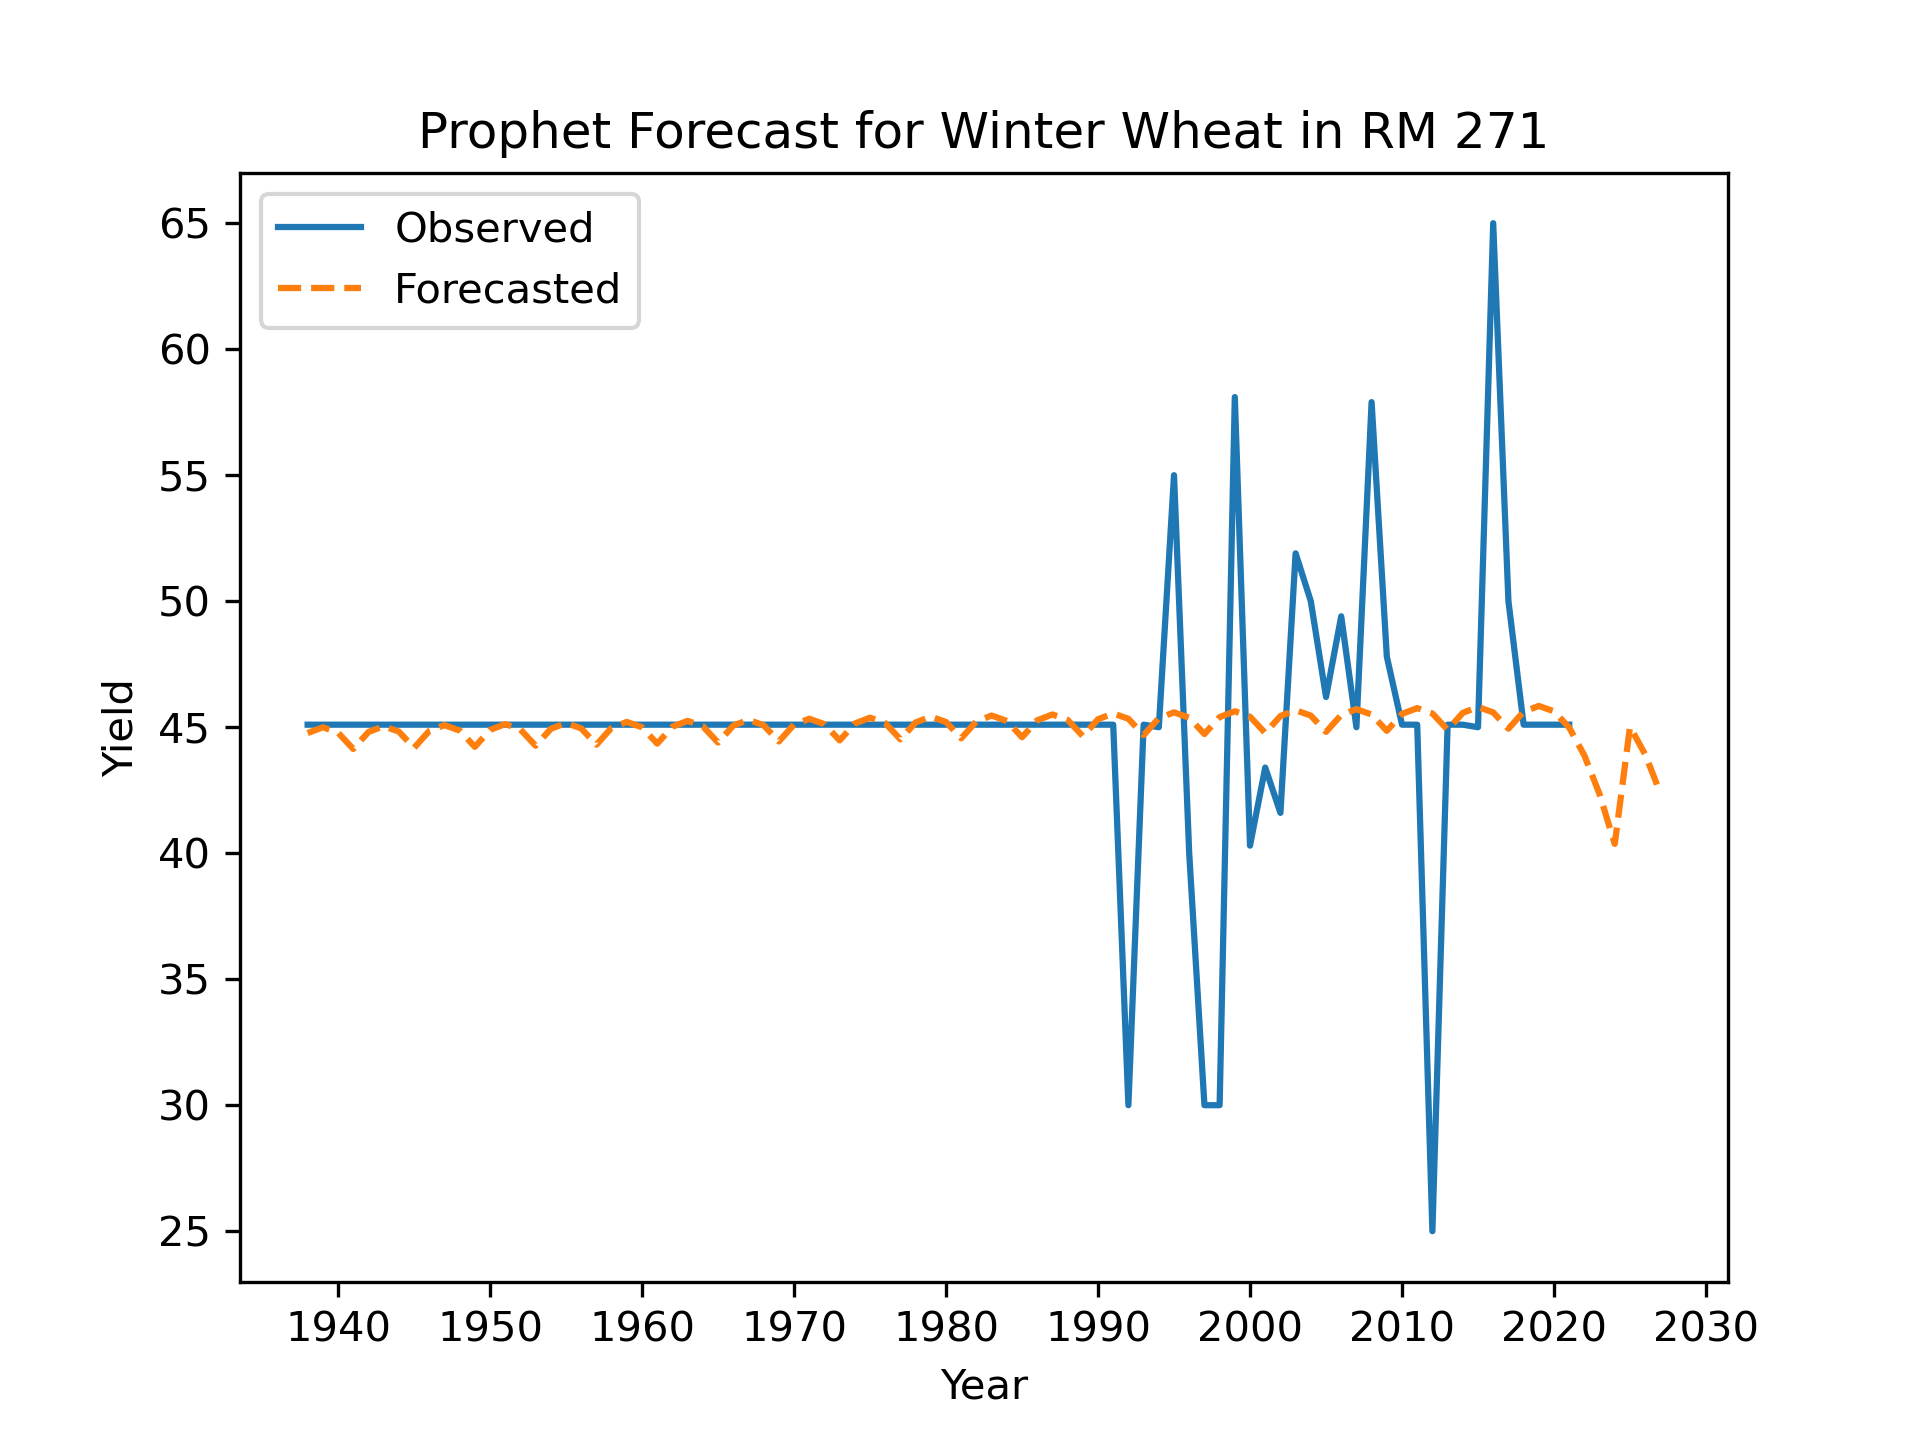 Prophet Forecast for Winter Wheat in RM 271
Observed
Forecasted
65
60
55
50
45
40
35
30
25
Yield
1940 1950 1960 1970 1980 1990 2000 2010 2020 2030
Year